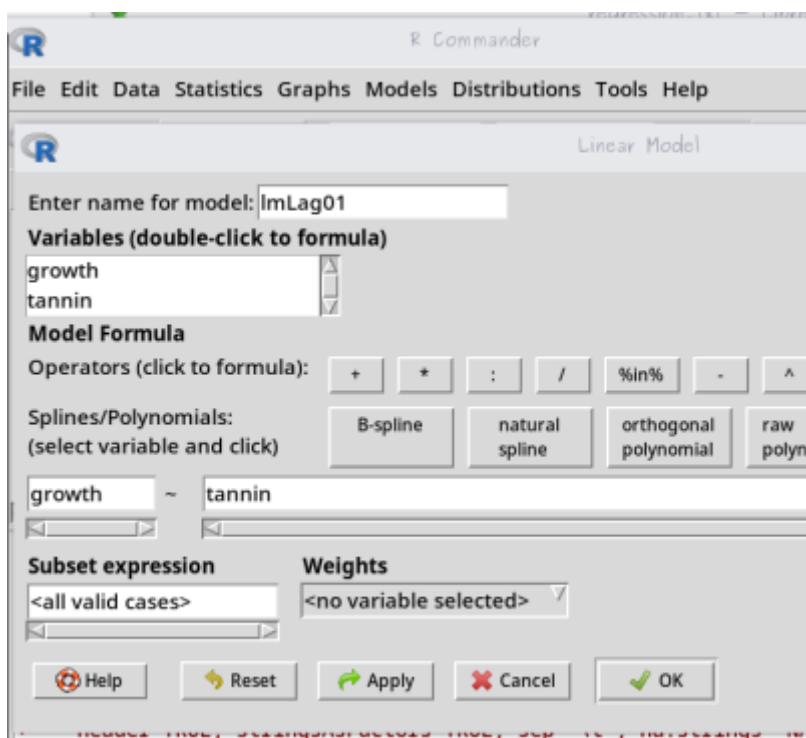 R Commander
File Edit Data Statistics Graphs Models Distributions Tools Help
Linear Model
Enter name for model: lmLag01
Variables (double-click to formula)
growth
tannin
Model Formula
Operators (click to formula): + * : / %in% - ^
Splines/Polynomials:
(select variable and click)
B-spline
natural
spline
orthogonal
polynomial
raw
polyn
growth ~ tannin
Subset expression Weights
<all valid cases> <no variable selected>
Help Reset Apply Cancel OK